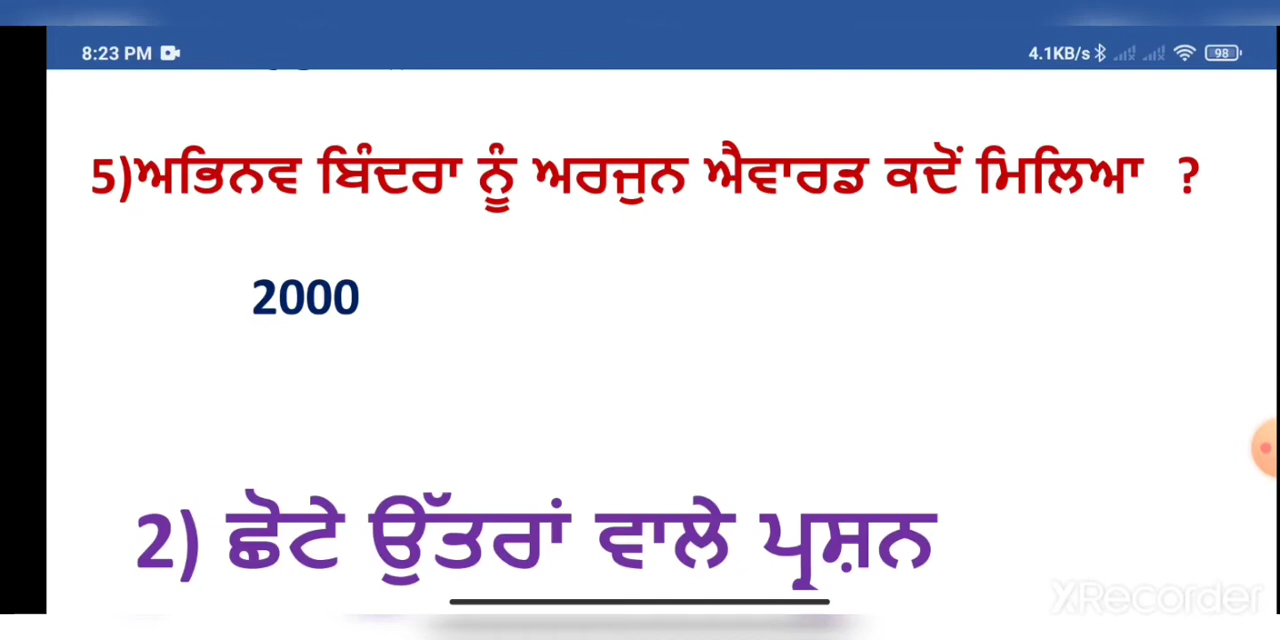 8:23 PM
4.1KB/s
98
5)ਅਭਿਨਵ ਬਿੰਦਰਾ ਨੂੰ ਅਰਜੁਨ ਐਵਾਰਡ ਕਦੋਂ ਮਿਲਿਆ ?
2000
2) ਛੋਟੇ ਉੱਤਰਾਂ ਵਾਲੇ ਪ੍ਰਸ਼ਨ
XRecorder